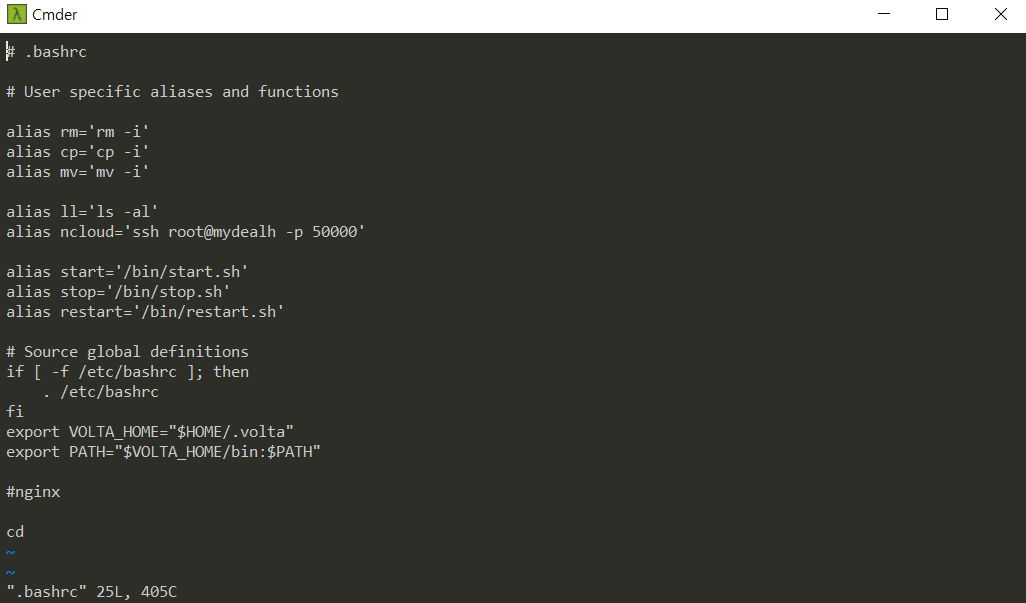 λ Cmder
# .bashrc
# User specific aliases and functions
alias rm='rm -i'
alias cp='cp -i'
alias mv='mv -i'
alias ll='ls -al'
alias ncloud='ssh root@mydealh -p 50000'
alias start='/bin/start.sh'
alias stop='/bin/stop.sh'
alias restart='/bin/restart.sh'
# Source global definitions
if [ -f /etc/bashrc ]; then
    . /etc/bashrc
fi
export VOLTA_HOME="$HOME/.volta"
export PATH="$VOLTA_HOME/bin:$PATH"
#nginx
cd
~
~
".bashrc" 25L, 405C